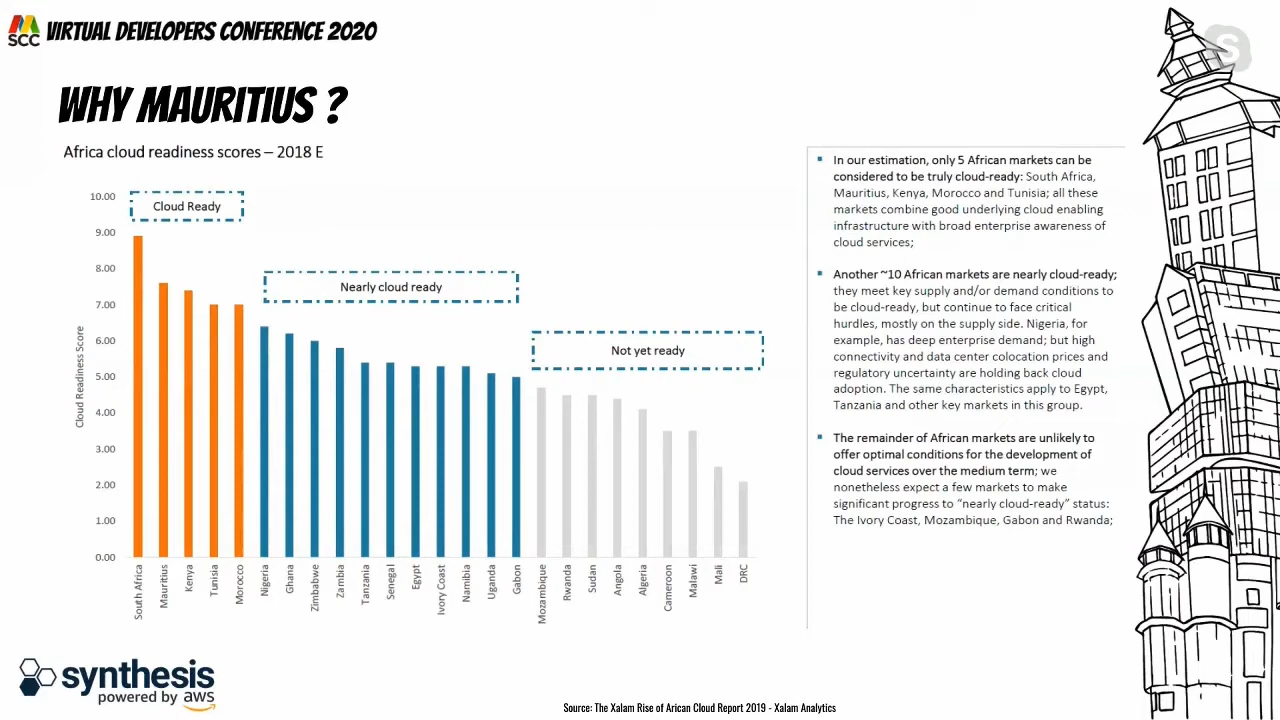 SCC VIRTUAL DEVELOPERS CONFERENCE 2020
WHY MAURITIUS ?
Africa cloud readiness scores – 2018 E
Cloud Readiness Score
10.00
9.00
8.00
7.00
6.00
5.00
4.00
3.00
2.00
1.00
0.00
Cloud Ready
Nearly cloud ready
Not yet ready
South Africa
Mauritius
Kenya
Tunisia
Morocco
Nigeria
Ghana
Zimbabwe
Zambia
Tanzania
Senegal
Egypt
Ivory Coast
Namibia
Uganda
Gabon
Mozambique
Rwanda
Sudan
Angola
Algeria
Cameroon
Malawi
Mali
DRC
In our estimation, only 5 African markets can be
considered to be truly cloud-ready: South Africa,
Mauritius, Kenya, Morocco and Tunisia; all these
markets combine good underlying cloud enabling
infrastructure with broad enterprise awareness of
cloud services;
Another ~10 African markets are nearly cloud-ready;
they meet key supply and/or demand conditions to
be cloud-ready, but continue to face critical
hurdles, mostly on the supply side. Nigeria, for
example, has deep enterprise demand; but high
connectivity and data center colocation prices and
regulatory uncertainty are holding back cloud
adoption. The same characteristics apply to Egypt,
Tanzania and other key markets in this group.
The remainder of African markets are unlikely to
offer optimal conditions for the development of
cloud services over the medium term; we
nonetheless expect a few markets to make
significant progress to “nearly cloud-ready” status:
The Ivory Coast, Mozambique, Gabon and Rwanda;
S
synthesis
powered by aws
Source: The Xalam Rise of Arican Cloud Report 2019 - Xalam Analytics